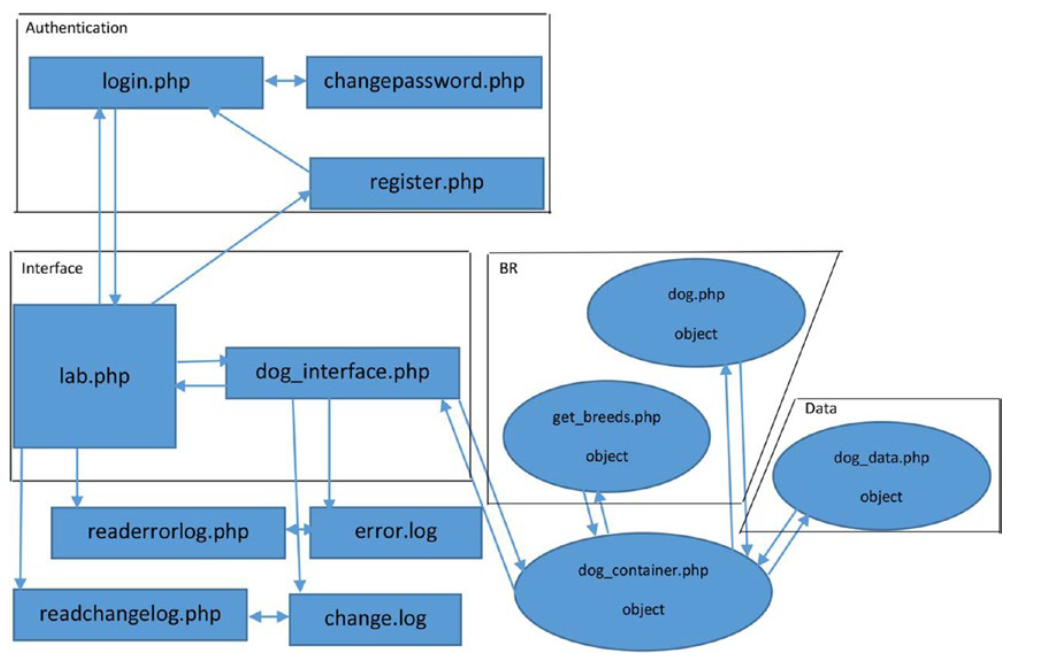 Authentication
login.php
changepassword.php
register.php
Interface
lab.php
dog_interface.php
BR
dog.php
object
get_breeds.php
object
Data
dog_data.php
object
readerrorlog.php
error.log
dog_container.php
object
readchangelog.php
change.log